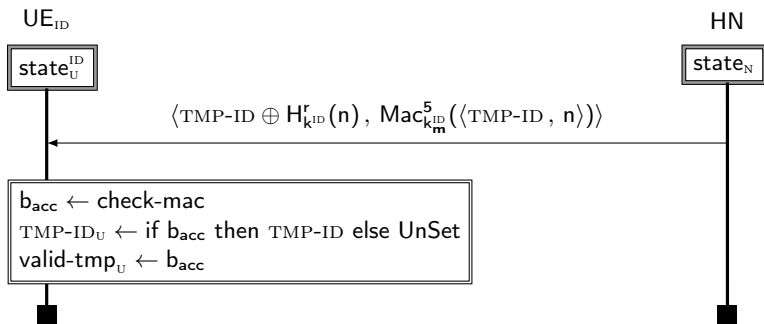 UE_ID HN
state_U^ID state_N
⟨TMP-ID ⊕ H^r_{k^ID}(n) , Mac^5_{k_m^ID}(⟨TMP-ID , n⟩)⟩
b_acc ← check-mac
TMP-ID_U ← if b_acc then TMP-ID else UnSet
valid-tmp_U ← b_acc